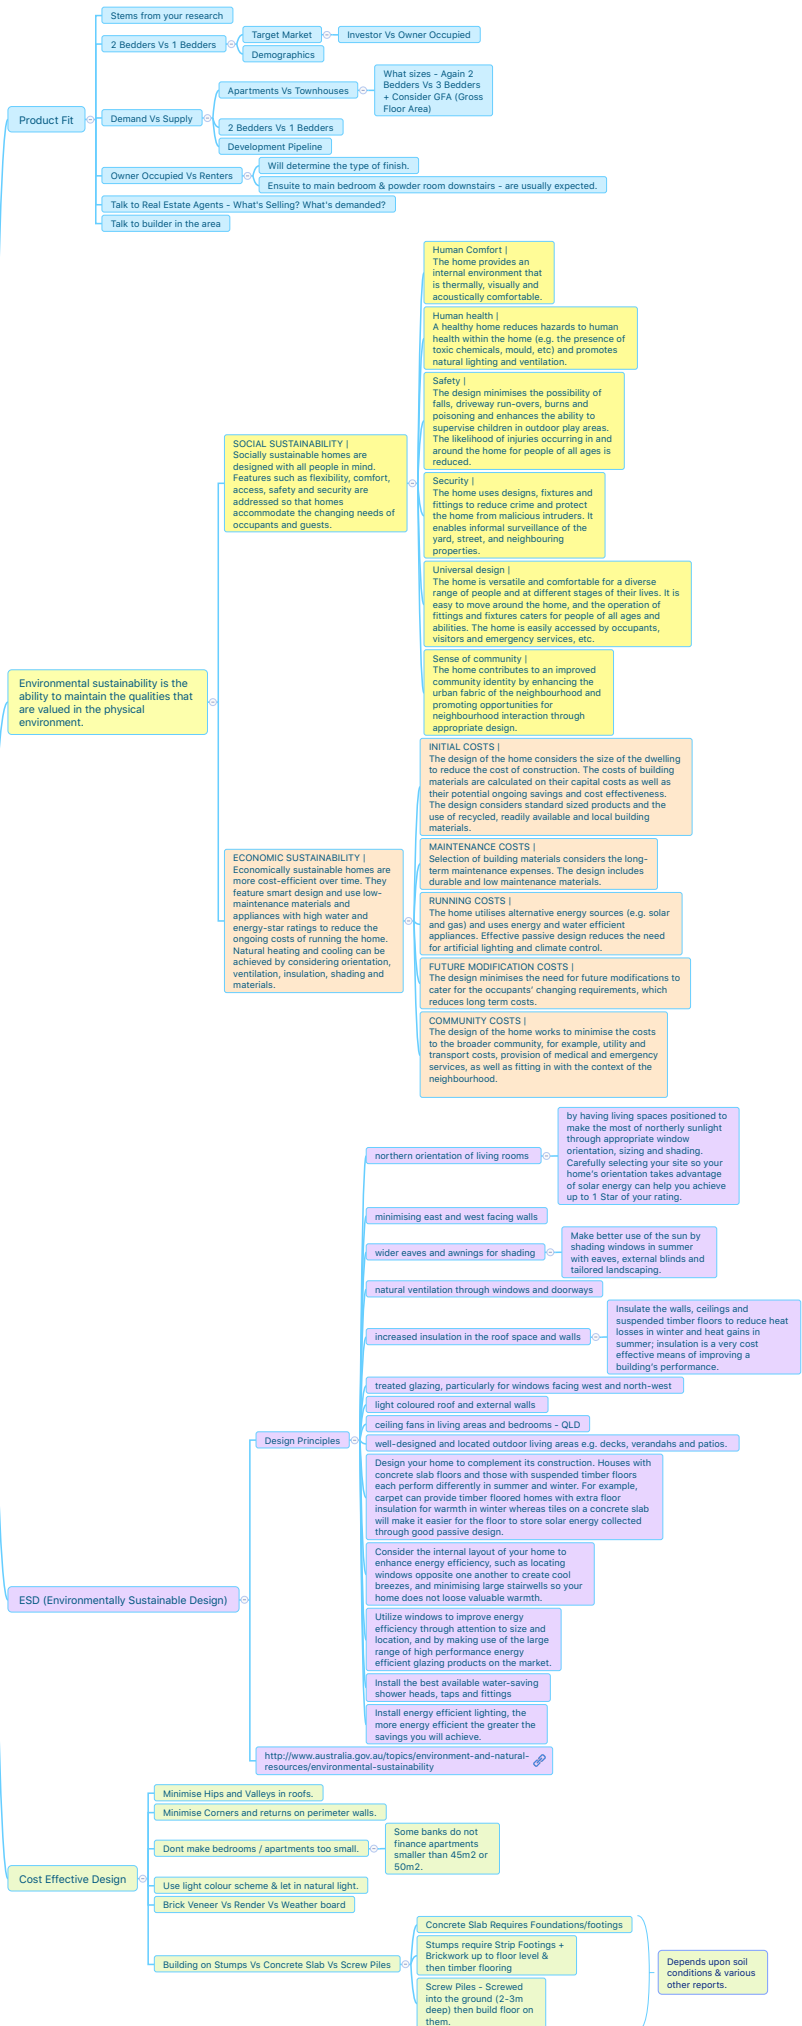 Product Fit
Stems from your research
2 Bedders Vs 1 Bedders
Target Market
Investor Vs Owner Occupied
Demographics
Demand Vs Supply
Apartments Vs Townhouses
What sizes - Again 2
Bedders Vs 3 Bedders
+ Consider GFA (Gross
Floor Area)
2 Bedders Vs 1 Bedders
Development Pipeline
Owner Occupied Vs Renters
Will determine the type of finish.
Ensuite to main bedroom & powder room downstairs - are usually expected.
Talk to Real Estate Agents - What's Selling? What's demanded?
Talk to builder in the area
Environmental sustainability is the
ability to maintain the qualities that
are valued in the physical
environment.
SOCIAL SUSTAINABILITY |
Socially sustainable homes are
designed with all people in mind.
Features such as flexibility, comfort,
access, safety and security are
addressed so that homes
accommodate the changing needs of
occupants and guests.
Human Comfort |
The home provides an
internal environment that
is thermally, visually and
acoustically comfortable.
Human health |
A healthy home reduces hazards to human
health within the home (e.g. the presence of
toxic chemicals, mould, etc) and promotes
natural lighting and ventilation.
Safety |
The design minimises the possibility of
falls, driveway run-overs, burns and
poisoning and enhances the ability to
supervise children in outdoor play areas.
The likelihood of injuries occurring in and
around the home for people of all ages is
reduced.
Security |
The home uses designs, fixtures and
fittings to reduce crime and protect
the home from malicious intruders. It
enables informal surveillance of the
yard, street, and neighbouring
properties.
Universal design |
The home is versatile and comfortable for a diverse
range of people and at different stages of their lives. It is
easy to move around the home, and the operation of
fittings and fixtures caters for people of all ages and
abilities. The home is easily accessed by occupants,
visitors and emergency services, etc.
Sense of community |
The home contributes to an improved
community identity by enhancing the
urban fabric of the neighbourhood and
promoting opportunities for
neighbourhood interaction through
appropriate design.
ECONOMIC SUSTAINABILITY |
Economically sustainable homes are
more cost-efficient over time. They
feature smart design and use low-
maintenance materials and
appliances with high water and
energy-star ratings to reduce the
ongoing costs of running the home.
Natural heating and cooling can be
achieved by considering orientation,
ventilation, insulation, shading and
materials.
INITIAL COSTS |
The design of the home considers the size of the dwelling
to reduce the cost of construction. The costs of building
materials are calculated on their capital costs as well as
their potential ongoing savings and cost effectiveness.
The design considers standard sized products and the
use of recycled, readily available and local building
materials.
MAINTENANCE COSTS |
Selection of building materials considers the long-
term maintenance expenses. The design includes
durable and low maintenance materials.
RUNNING COSTS |
The home utilises alternative energy sources (e.g. solar
and gas) and uses energy and water efficient
appliances. Effective passive design reduces the need
for artificial lighting and climate control.
FUTURE MODIFICATION COSTS |
The design minimises the need for future modifications to
cater for the occupants' changing requirements, which
reduces long term costs.
COMMUNITY COSTS |
The design of the home works to minimise the costs
to the broader community, for example, utility and
transport costs, provision of medical and emergency
services, as well as fitting in with the context of the
neighbourhood.
ESD (Environmentally Sustainable Design)
Design Principles
northern orientation of living rooms
by having living spaces positioned to
make the most of northerly sunlight
through appropriate window
orientation, sizing and shading.
Carefully selecting your site so your
home's orientation takes advantage
of solar energy can help you achieve
up to 1 Star of your rating.
minimising east and west facing walls
wider eaves and awnings for shading
Make better use of the sun by
shading windows in summer
with eaves, external blinds and
tailored landscaping.
natural ventilation through windows and doorways
increased insulation in the roof space and walls
Insulate the walls, ceilings and
suspended timber floors to reduce heat
losses in winter and heat gains in
summer; insulation is a very cost
effective means of improving a
building's performance.
treated glazing, particularly for windows facing west and north-west
light coloured roof and external walls
ceiling fans in living areas and bedrooms - QLD
well-designed and located outdoor living areas e.g. decks, verandahs and patios.
Design your home to complement its construction. Houses with
concrete slab floors and those with suspended timber floors
each perform differently in summer and winter. For example,
carpet can provide timber floored homes with extra floor
insulation for warmth in winter whereas tiles on a concrete slab
will make it easier for the floor to store solar energy collected
through good passive design.
Consider the internal layout of your home to
enhance energy efficiency, such as locating
windows opposite one another to create cool
breezes, and minimising large stairwells so your
home does not loose valuable warmth.
Utilize windows to improve energy
efficiency through attention to size and
location, and by making use of the large
range of high performance energy
efficient glazing products on the market.
Install the best available water-saving
shower heads, taps and fittings
Install energy efficient lighting, the
more energy efficient the greater the
savings you will achieve.
http://www.australia.gov.au/topics/environment-and-natural-
resources/environmental-sustainability
Cost Effective Design
Minimise Hips and Valleys in roofs.
Minimise Corners and returns on perimeter walls.
Dont make bedrooms / apartments too small.
Some banks do not
finance apartments
smaller than 45m2 or
50m2.
Use light colour scheme & let in natural light.
Brick Veneer Vs Render Vs Weather board
Building on Stumps Vs Concrete Slab Vs Screw Piles
Concrete Slab Requires Foundations/footings
Stumps require Strip Footings +
Brickwork up to floor level &
then timber flooring
Screw Piles - Screwed
into the ground (2-3m
deep) then build floor on
them.
Depends upon soil
conditions & various
other reports.